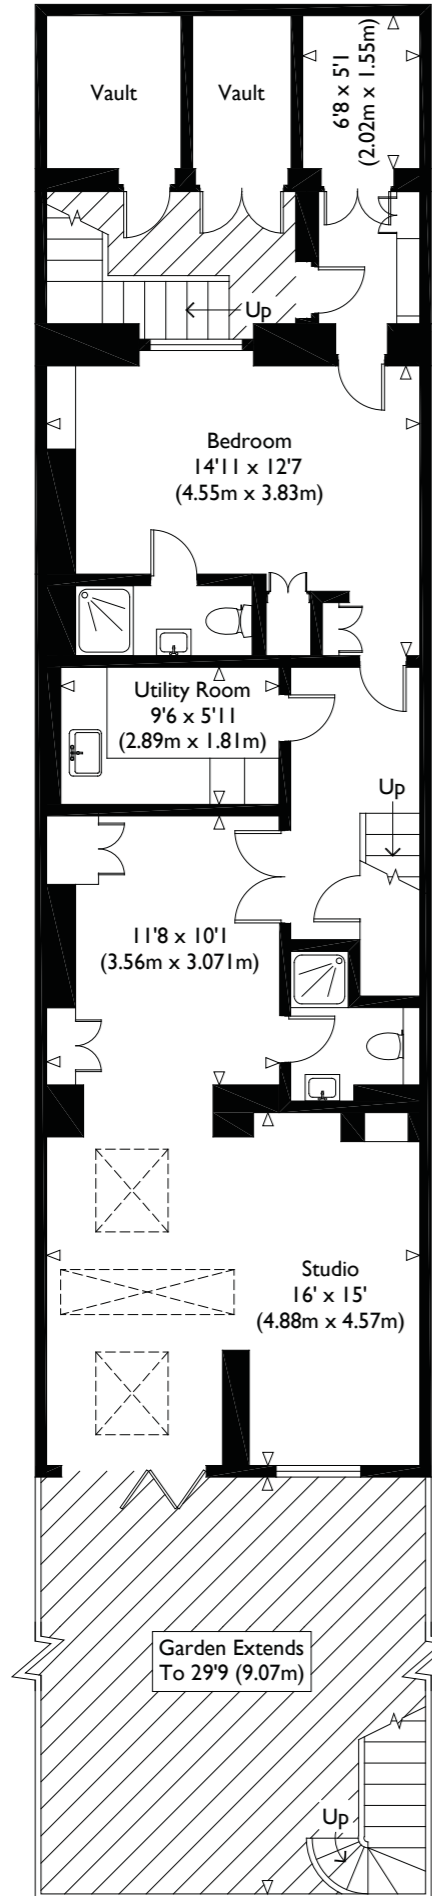 Vault
Vault
6'8 x 5'1
(2.02m x 1.55m)
Up
Bedroom
14'11 x 12'7
(4.55m x 3.83m)
Utility Room
9'6 x 5'11
(2.89m x 1.81m)
Up
11'8 x 10'1
(3.56m x 3.071m)
Studio
16' x 15'
(4.88m x 4.57m)
Garden Extends
To 29'9 (9.07m)
Up